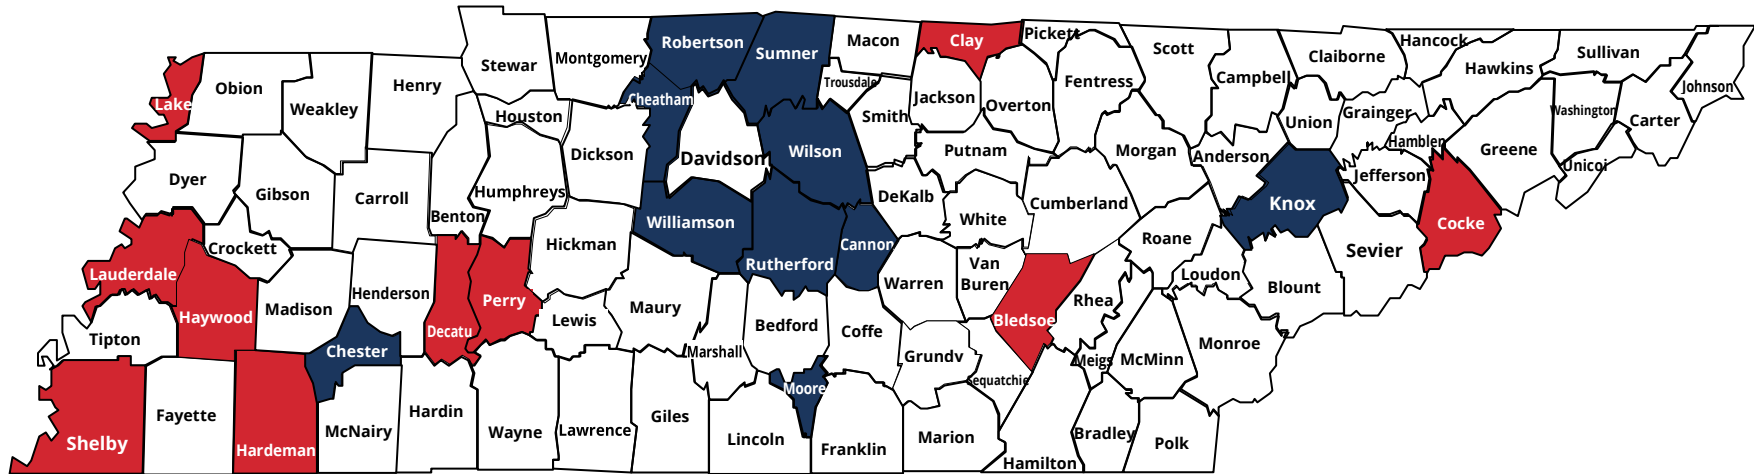 Lake
Obion
Weakley
Henry
Stewar
Montgomery
Robertson
Sumner
Macon
Clay
Pickett
Scott
Campbell
Claiborne
Hancock
Hawkins
Sullivan
Johnson
Trousdale
Cheatham
Houston
Smith
Jackson
Overton
Fentress
Union
Grainger
Hamblen
Washington
Carter
Greene
Unicoi
Dyer
Gibson
Carroll
Benton
Humphreys
Dickson
Davidson
Wilson
DeKalb
Putnam
White
Cumberland
Morgan
Anderson
Knox
Jefferson
Cocke
Sevier
Lauderdale
Crockett
Haywood
Madison
Henderson
Decatu
Perry
Hickman
Williamson
Rutherford
Cannon
Warren
Van
Buren
Bledsoe
Rhea
Roane
Loudon
Blount
Monroe
Tipton
Chester
Lewis
Maury
Marshall
Bedford
Coffe
Grundv
Sequatchie
Meigs
McMinn
Shelby
Fayette
Hardeman
McNairy
Hardin
Wayne
Lawrence
Giles
Lincoln
Moore
Franklin
Marion
Hamilton
Bradley
Polk